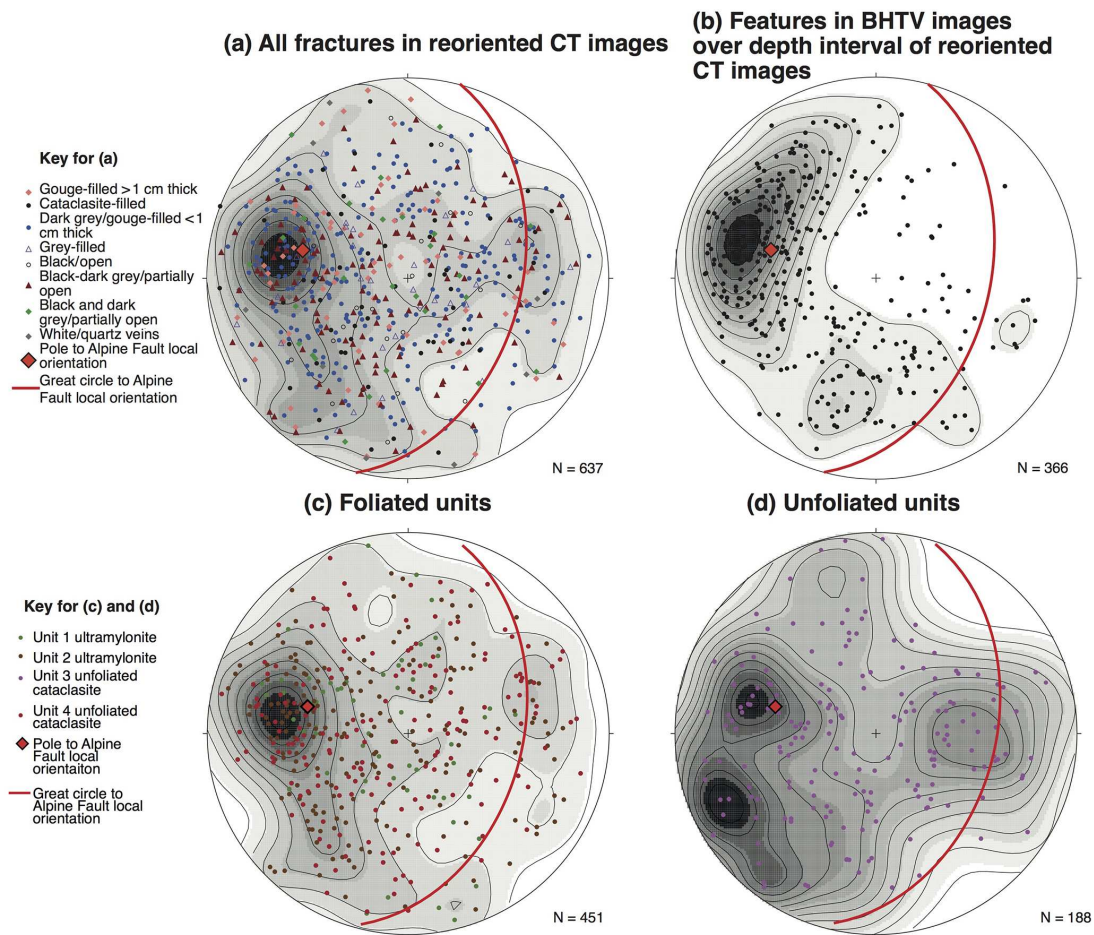 (a) All fractures in reoriented CT images
(b) Features in BHTV images
over depth interval of reoriented
CT images
Key for (a)
Gouge-filled >1 cm thick
Cataclasite-filled
Dark grey/gouge-filled <1
cm thick
Grey-filled
Black/open
Black-dark grey/partially
open
Black and dark
grey/partially open
White/quartz veins
Pole to Alpine Fault local
orientation
Great circle to Alpine
Fault local orientation
N = 637
N = 366
(c) Foliated units
(d) Unfoliated units
Key for (c) and (d)
Unit 1 ultramylonite
Unit 2 ultramylonite
Unit 3 unfoliated
cataclasite
Unit 4 unfoliated
cataclasite
Pole to Alpine
Fault local
orientaiton
Great circle to
Alpine Fault local
orientation
N = 451
N = 188